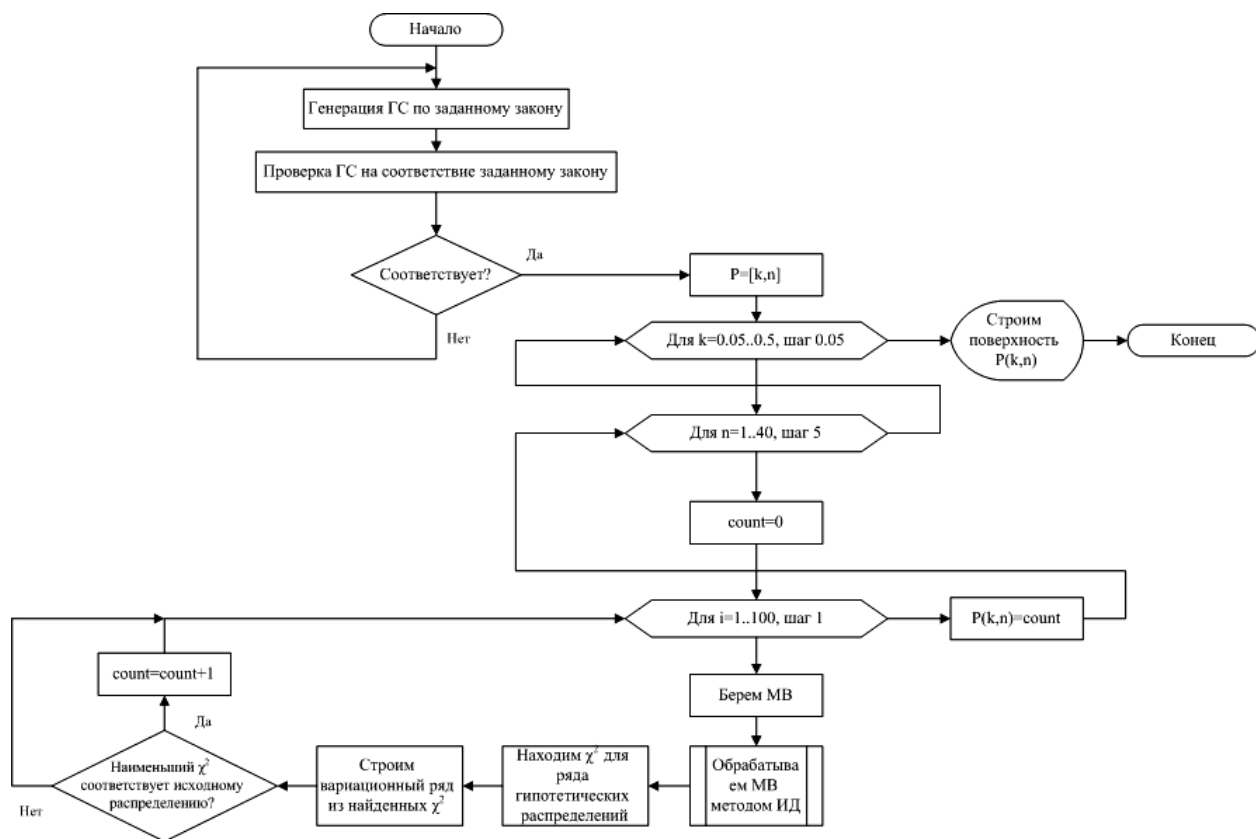 Начало
Генерация ГС по заданному закону
Проверка ГС на соответствие заданному закону
Соответствует?
Да
Нет
P=[k,n]
Для k=0.05..0.5, шаг 0.05
Строим
поверхность
P(k,n)
Конец
Для n=1..40, шаг 5
count=0
Для i=1..100, шаг 1
P(k,n)=count
Берем МВ
Обрабатыва
ем МВ
методом ИД
Находим χ² для
ряда
гипотетических
распределений
Строим
вариационный ряд
из найденных χ²
Наименьший χ²
соответствует исходному
распределению?
Да
Нет
count=count+1